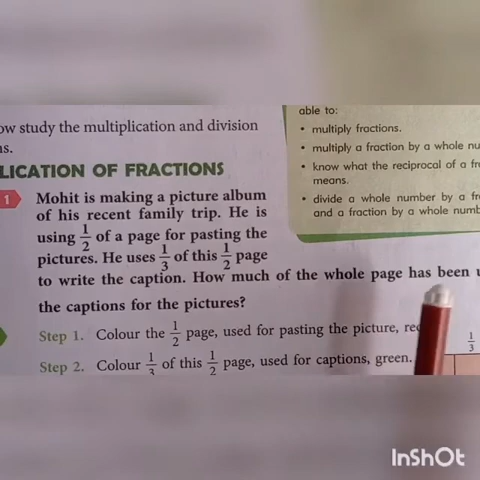 ow study the multiplication and division
ns.
LICATION OF FRACTIONS
1 Mohit is making a picture album
of his recent family trip. He is
using 1/2 of a page for pasting the
pictures. He uses 1/3 of this 1/2 page
to write the caption. How much of the whole page has been u
the captions for the pictures?
Step 1. Colour the 1/2 page, used for pasting the picture, re
Step 2. Colour 1/3 of this 1/2 page, used for captions, green.
able to:
• multiply fractions.
• multiply a fraction by a whole nu
• know what the reciprocal of a fr
means.
• divide a whole number by a fr
and a fraction by a whole numb
1/3
InShOt